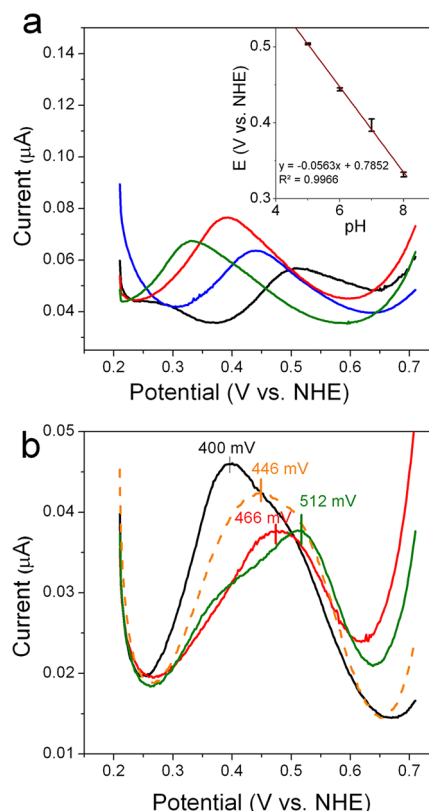 a
0.14
0.12
0.10
0.08
0.06
0.04
Current (μA)
0.2 0.3 0.4 0.5 0.6 0.7
Potential (V vs. NHE)
0.5
0.4
0.3
E (V vs. NHE)
y = -0.0563x + 0.7852
R² = 0.9966
4 6 8
pH
b
0.05
0.04
0.03
0.02
0.01
Current (μA)
400 mV
446 mV
466 mV
512 mV
0.2 0.3 0.4 0.5 0.6 0.7
Potential (V vs. NHE)